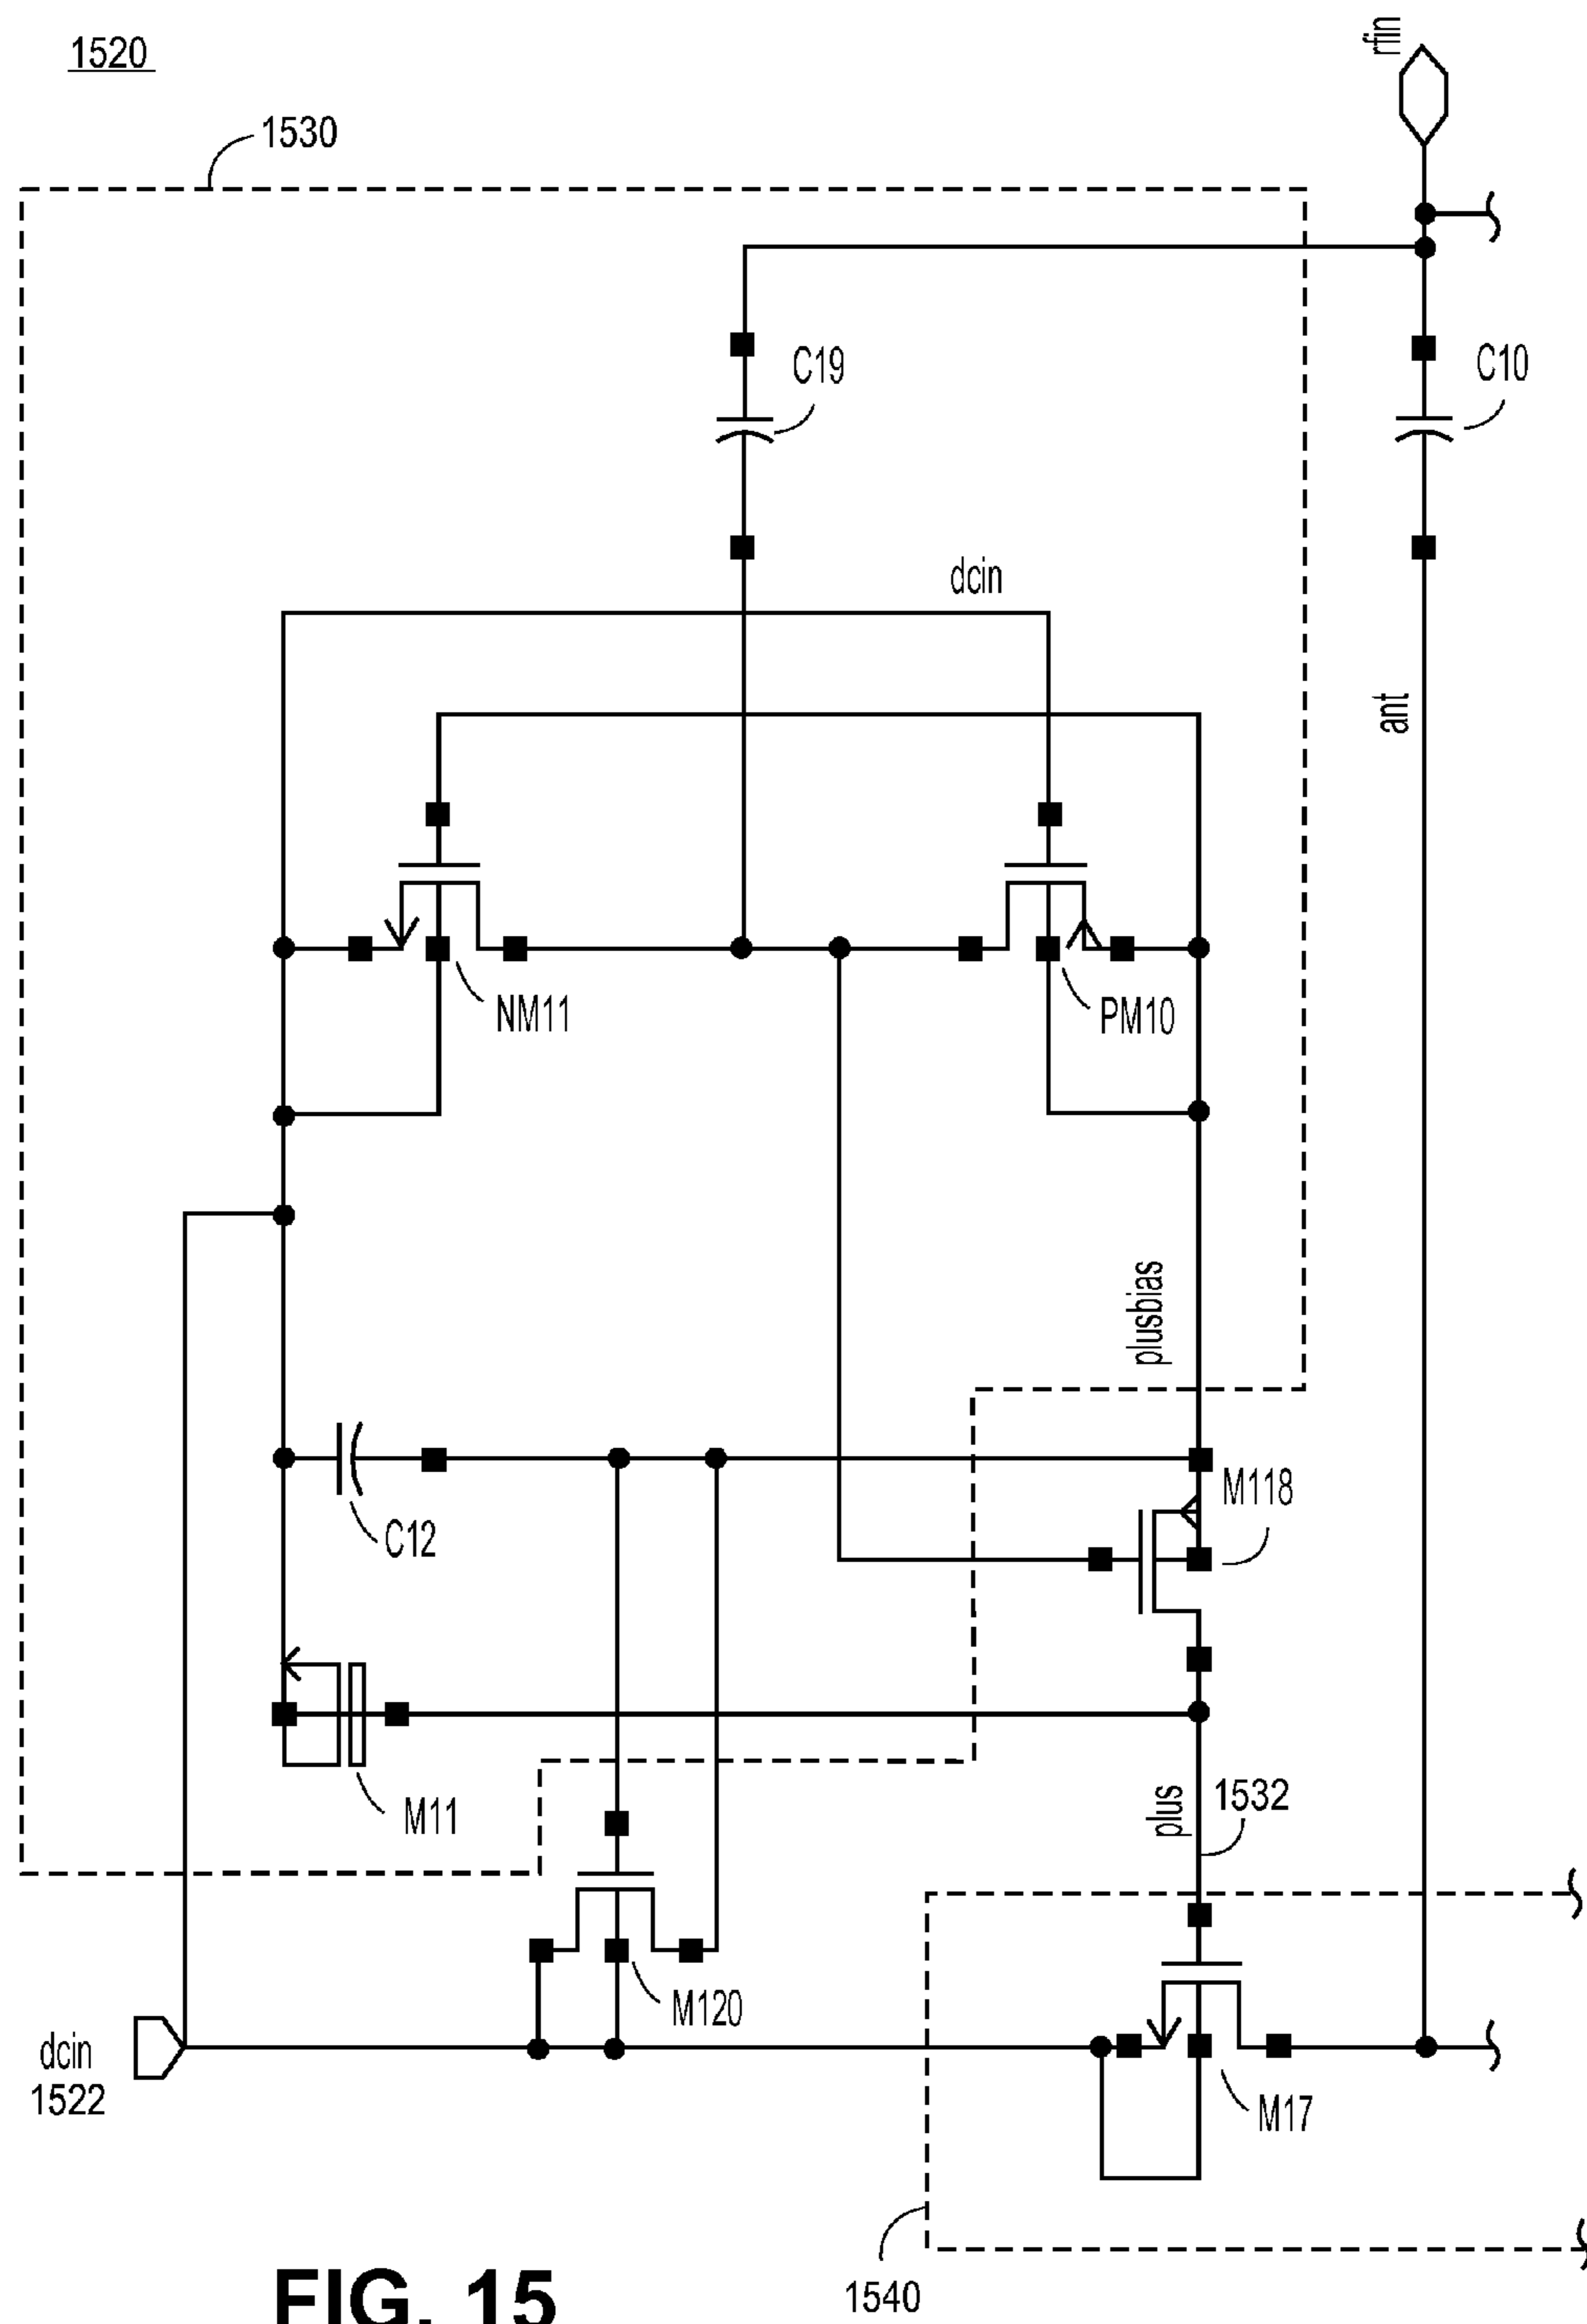 1520
rfin
1530
C19
C10
dcin
ant
NM11
PM10
plusbias
M118
C12
M11
plus
1532
M120
dcin
1522
M17
1540
FIG. 15